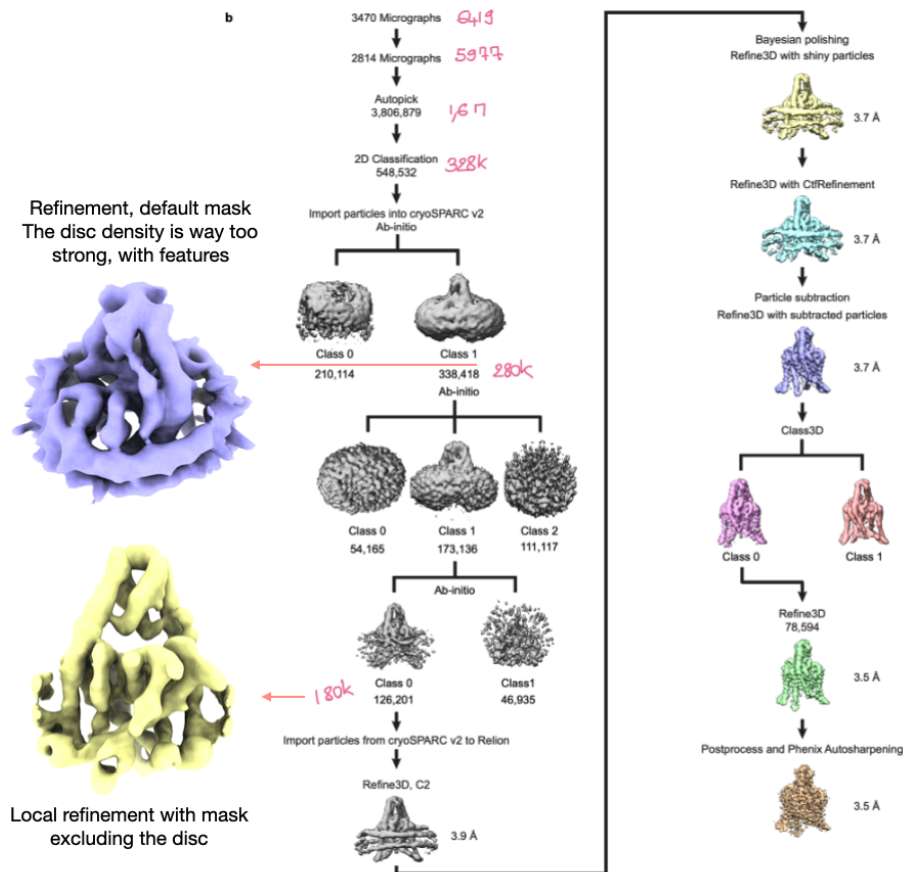 b
3470 Micrographs 6419
2814 Micrographs 5977
Autopick
3,806,879
2D Classification
548,532 328k
Import particles into cryoSPARC v2
Ab-initio
Refinement, default mask
The disc density is way too
strong, with features
Class 0
210,114
Class 1
338,418 280k
Ab-initio
Class 0
54,165
Class 1
173,136
Class 2
111,117
Ab-initio
Class 0
180k 126,201
Class1
46,935
Local refinement with mask
excluding the disc
Import particles from cryoSPARC v2 to Relion
Refine3D, C2
3.9 Å
Bayesian polishing
Refine3D with shiny particles
3.7 Å
Refine3D with CtfRefinement
3.7 Å
Particle subtraction
Refine3D with subtracted particles
3.7 Å
Class3D
Class 0
Class 1
Refine3D
78,594
3.5 Å
Postprocess and Phenix Autosharpening
3.5 Å